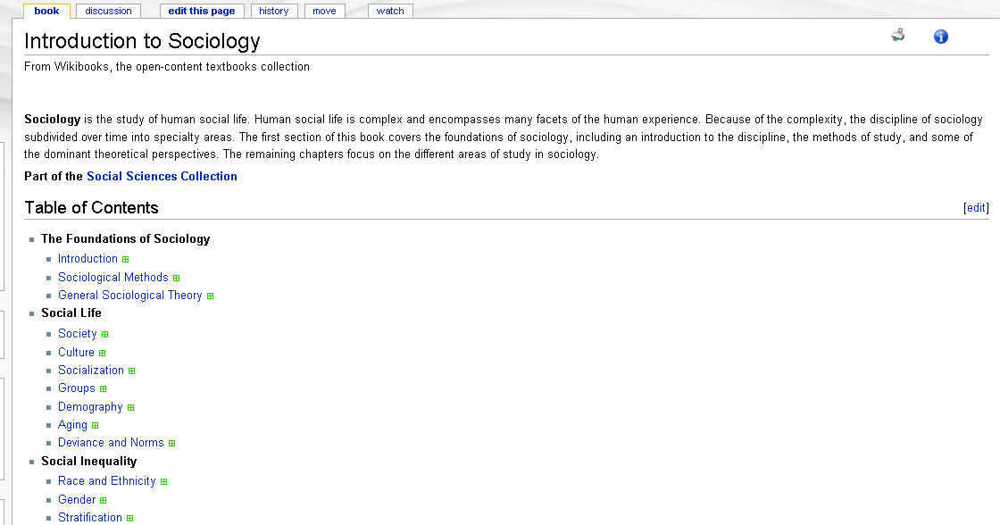 book discussion edit this page history move watch
Introduction to Sociology
From Wikibooks, the open-content textbooks collection
Sociology is the study of human social life. Human social life is complex and encompasses many facets of the human experience. Because of the complexity, the discipline of sociology
subdivided over time into specialty areas. The first section of this book covers the foundations of sociology, including an introduction to the discipline, the methods of study, and some of
the dominant theoretical perspectives. The remaining chapters focus on the different areas of study in sociology.
Part of the Social Sciences Collection
Table of Contents [edit]
The Foundations of Sociology
Introduction
Sociological Methods
General Sociological Theory
Social Life
Society
Culture
Socialization
Groups
Demography
Aging
Deviance and Norms
Social Inequality
Race and Ethnicity
Gender
Stratification